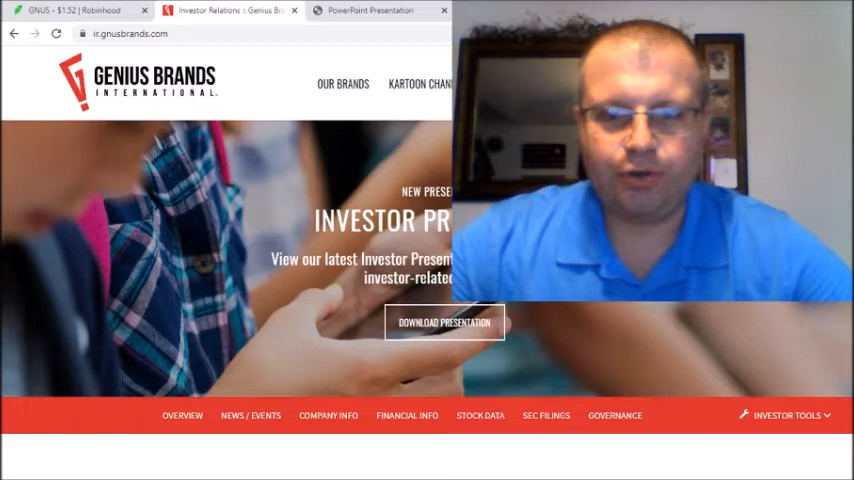 GNUS - $1.52 | Robinhood
Investor Relations :: Genius Bra
PowerPoint Presentation
ir.gnusbrands.com
GENIUS BRANDS
INTERNATIONAL
OUR BRANDS
KARTOON CHAN
NEW PRESE
INVESTOR PR
View our latest Investor Present
investor-related
DOWNLOAD PRESENTATION
OVERVIEW
NEWS / EVENTS
COMPANY INFO
FINANCIAL INFO
STOCK DATA
SEC FILINGS
GOVERNANCE
INVESTOR TOOLS